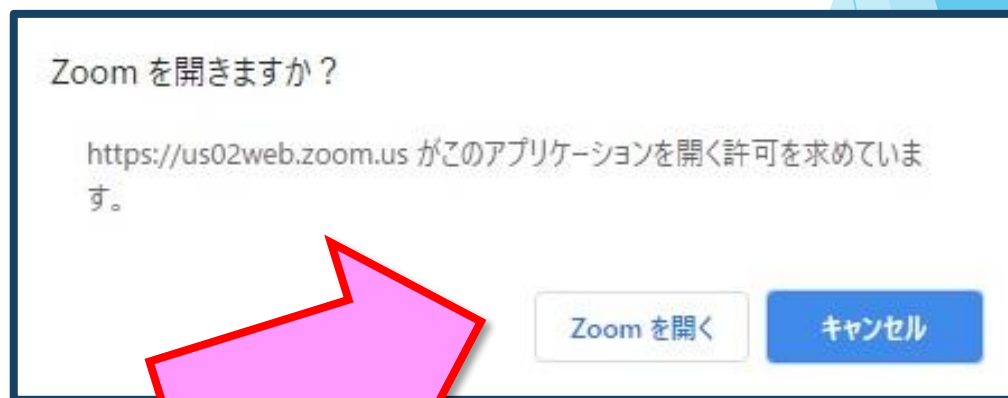 Zoom を開きますか？
https://us02web.zoom.us がこのアプリケーションを開く許可を求めていま
す。
Zoom を開く
キャンセル